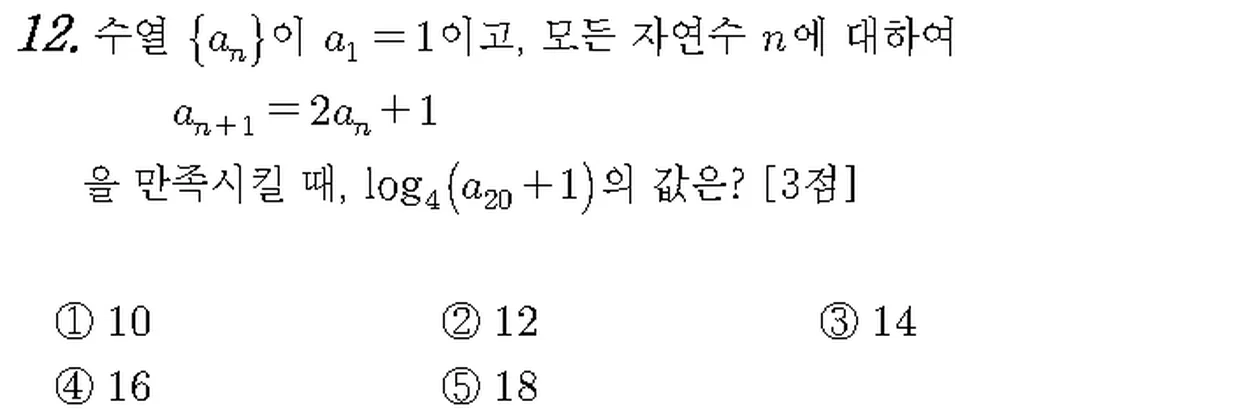 12. 수열 {aₙ}이 a₁ = 1이고, 모든 자연수 n에 대하여
aₙ₊₁ = 2aₙ + 1
을 만족시킬 때, log₄(a₂₀ + 1)의 값은? [3점]
① 10 ② 12 ③ 14
④ 16 ⑤ 18